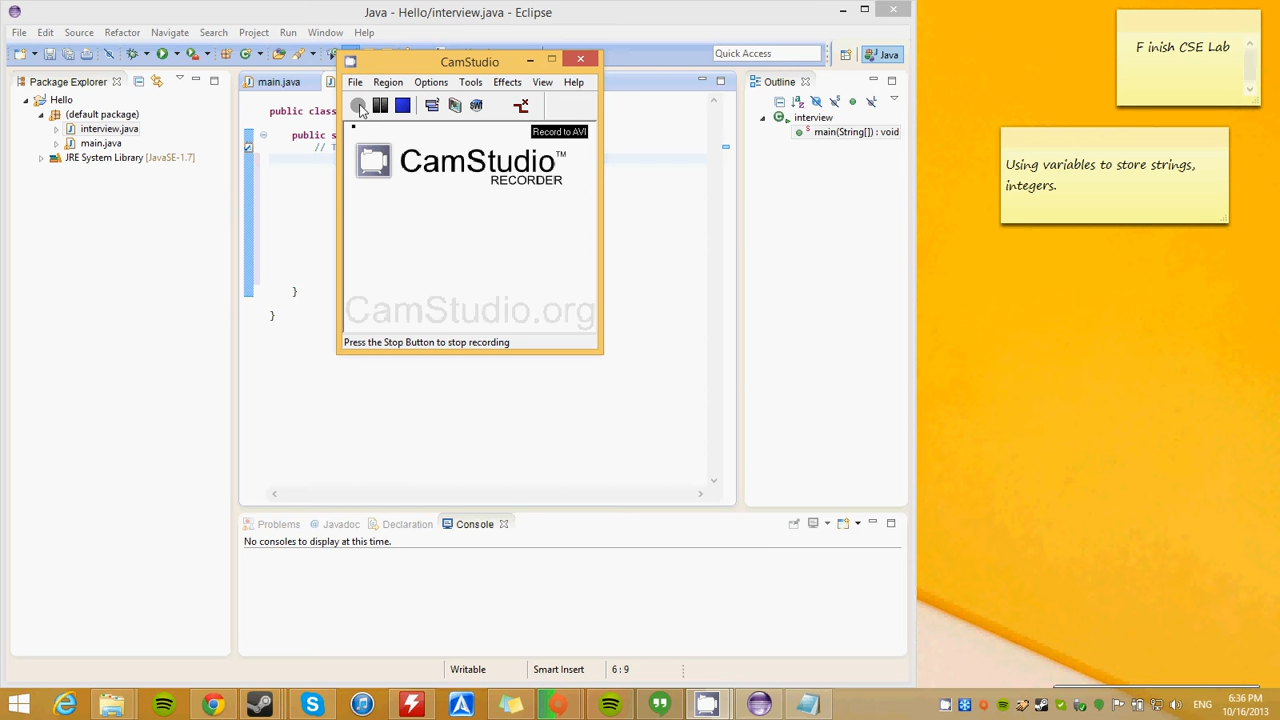 Java - Hello/interview.java - Eclipse
File Edit Source Refactor Navigate Search Project Run Window Help
Quick Access
Java
Package Explorer
Hello
(default package)
interview.java
main.java
JRE System Library [JavaSE-1.7]
main.java
public class
public s
// T
}
}
CamStudio
File Region Options Tools Effects View Help
Record to AVI
CamStudio™
RECORDER
CamStudio.org
Press the Stop Button to stop recording
Outline
interview
main(String[]) : void
F inish CSE Lab
Using variables to store strings,
integers.
Problems Javadoc Declaration Console
No consoles to display at this time.
Writable Smart Insert 6 : 9
ENG
6:36 PM
10/16/2013